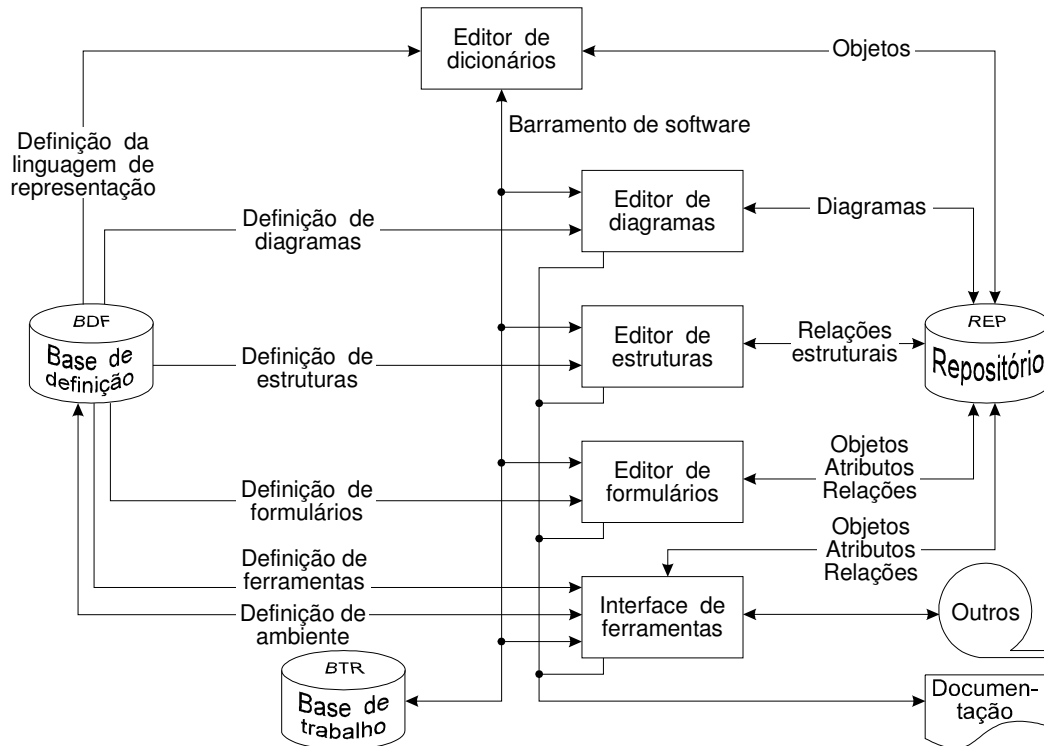 Editor de
dicionários
Objetos
Barramento de software
Definição da
linguagem de
representação
Editor de
diagramas
Diagramas
Definição de
diagramas
BDF
Base de
definição
Definição de
estruturas
Editor de
estruturas
Relações
estruturais
REP
Repositório
Definição de
formulários
Editor de
formulários
Objetos
Atributos
Relações
Definição de
ferramentas
Objetos
Atributos
Relações
Definição de
ambiente
Interface de
ferramentas
Outros
BTR
Base de
trabalho
Documen-
tação